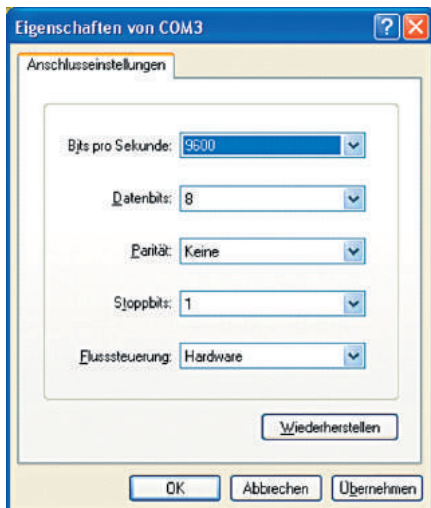 Eigenschaften von COM3
Anschlusseinstellungen
Bits pro Sekunde: 9600
Datenbits: 8
Parität: Keine
Stoppbits: 1
Flusssteuerung: Hardware
Wiederherstellen
OK Abbrechen Übernehmen